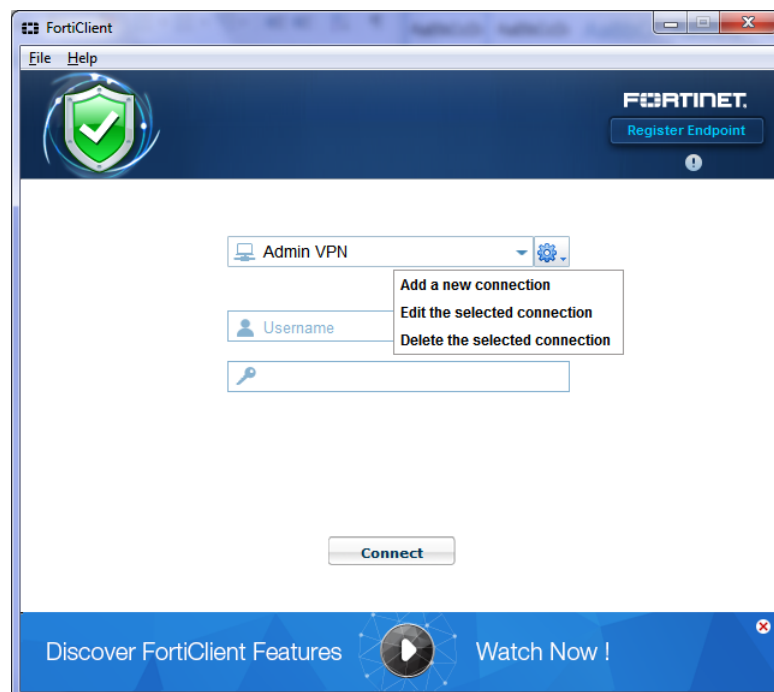 FortiClient
File Help
FORTINET.
Register Endpoint
Admin VPN
Add a new connection
Edit the selected connection
Delete the selected connection
Username
Connect
Discover FortiClient Features
Watch Now !